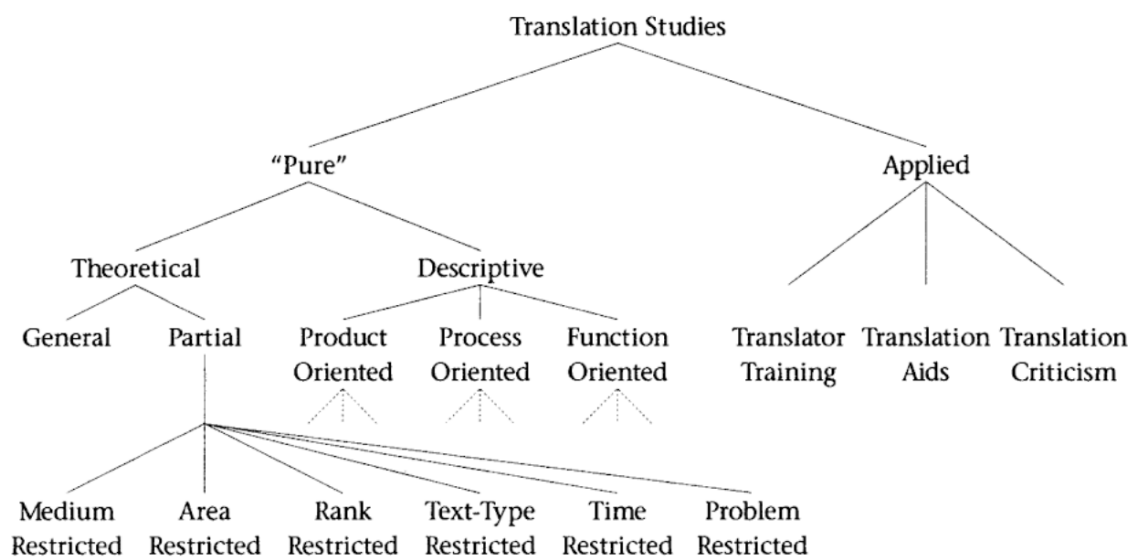 Translation Studies
“Pure” Applied
Theoretical Descriptive
General Partial Product Process Function Translator Translation Translation
Oriented Oriented Oriented Training Aids Criticism
Medium Area Rank Text-Type Time Problem
Restricted Restricted Restricted Restricted Restricted Restricted